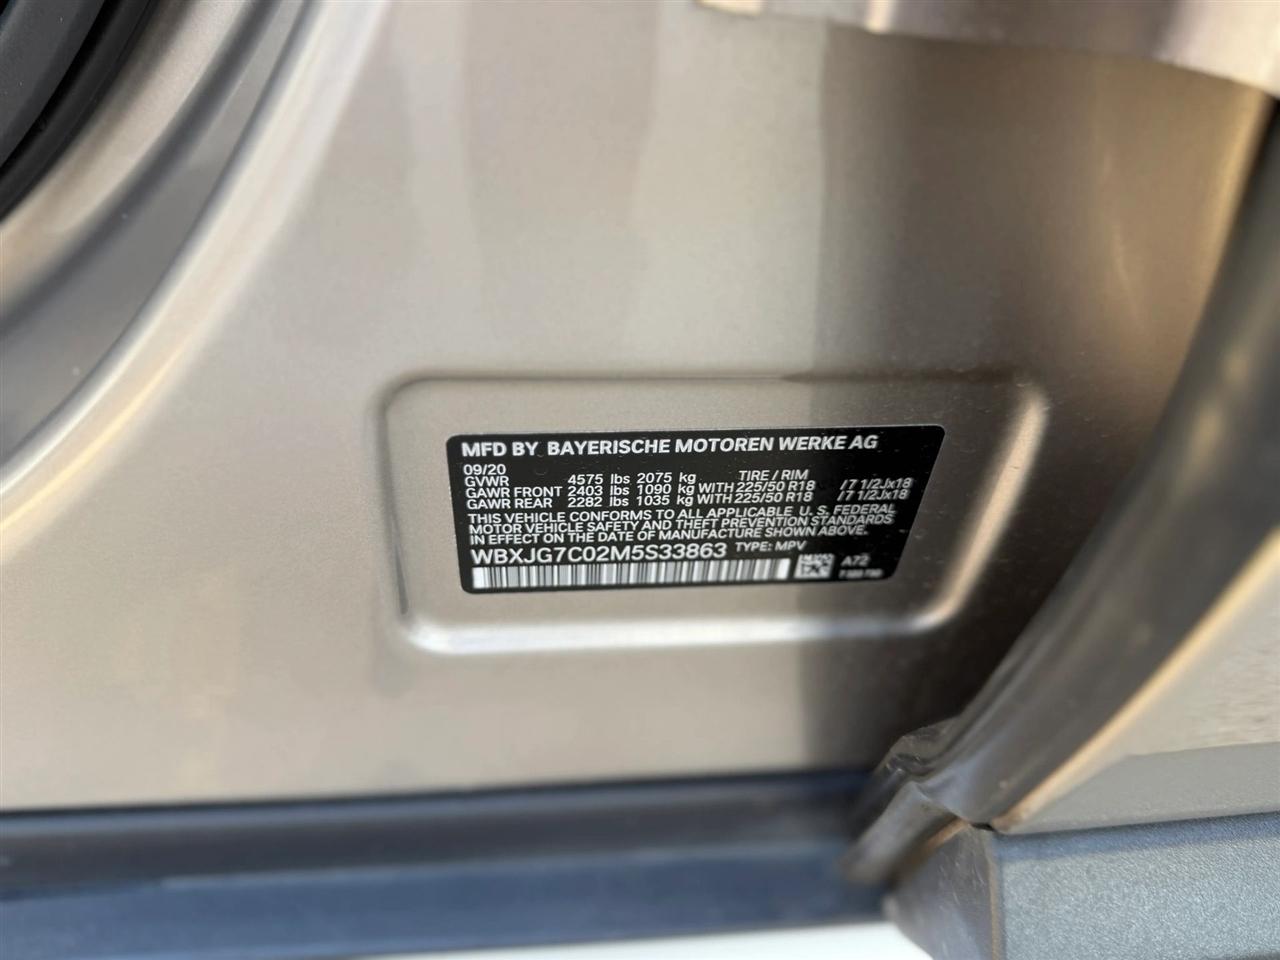 MFD BY BAYERISCHE MOTOREN WERKE AG
09/20
GVWR 4575 lbs 2075 kg TIRE / RIM
GAWR FRONT 2403 lbs 1090 kg WITH 225/50 R18 /7 1/2Jx18
GAWR REAR 2282 lbs 1035 kg WITH 225/50 R18 /7 1/2Jx18
THIS VEHICLE CONFORMS TO ALL APPLICABLE U.S. FEDERAL
MOTOR VEHICLE SAFETY AND THEFT PREVENTION STANDARDS
IN EFFECT ON THE DATE OF MANUFACTURE SHOWN ABOVE.
WBXJG7C02M5S33863 TYPE: MPV
A72